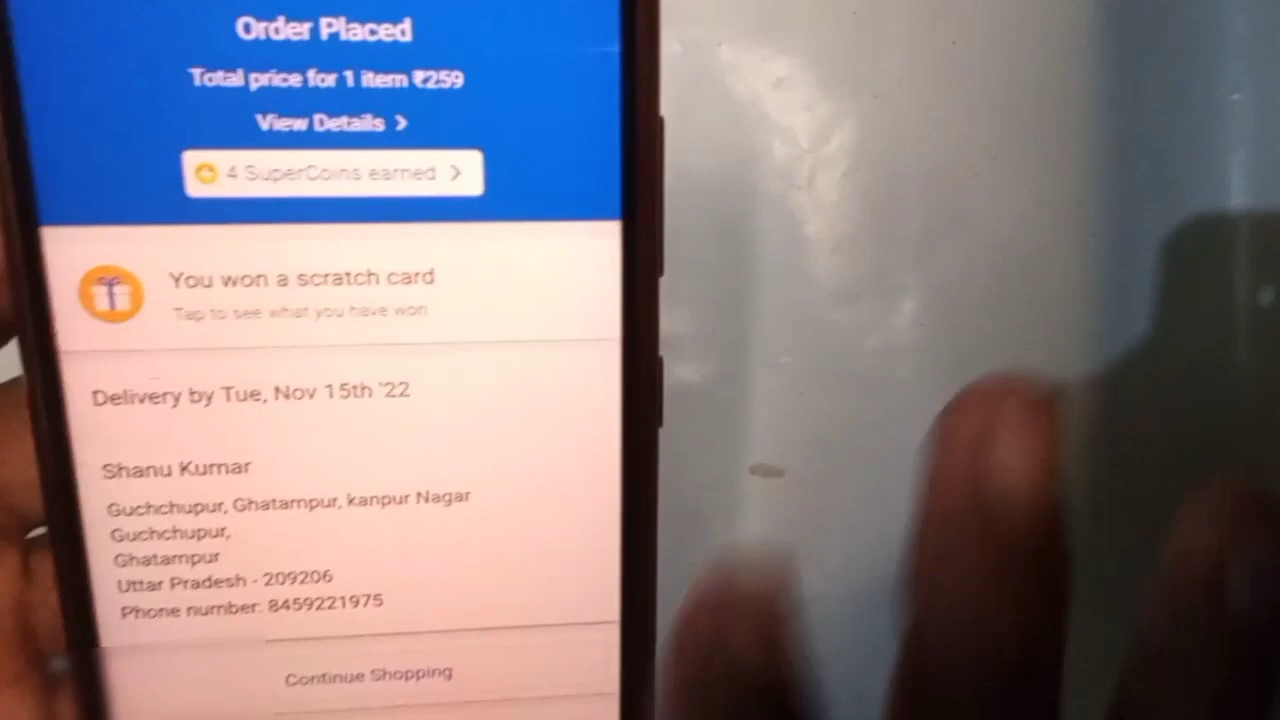 Order Placed
Total price for 1 item ₹259
View Details >
4 SuperCoins earned >
You won a scratch card
Tap to see what you have won
Delivery by Tue, Nov 15th '22
Shanu Kumar
Guchchupur, Ghatampur, kanpur Nagar
Guchchupur,
Ghatampur
Uttar Pradesh - 209206
Phone number: 8459221975
Continue Shopping